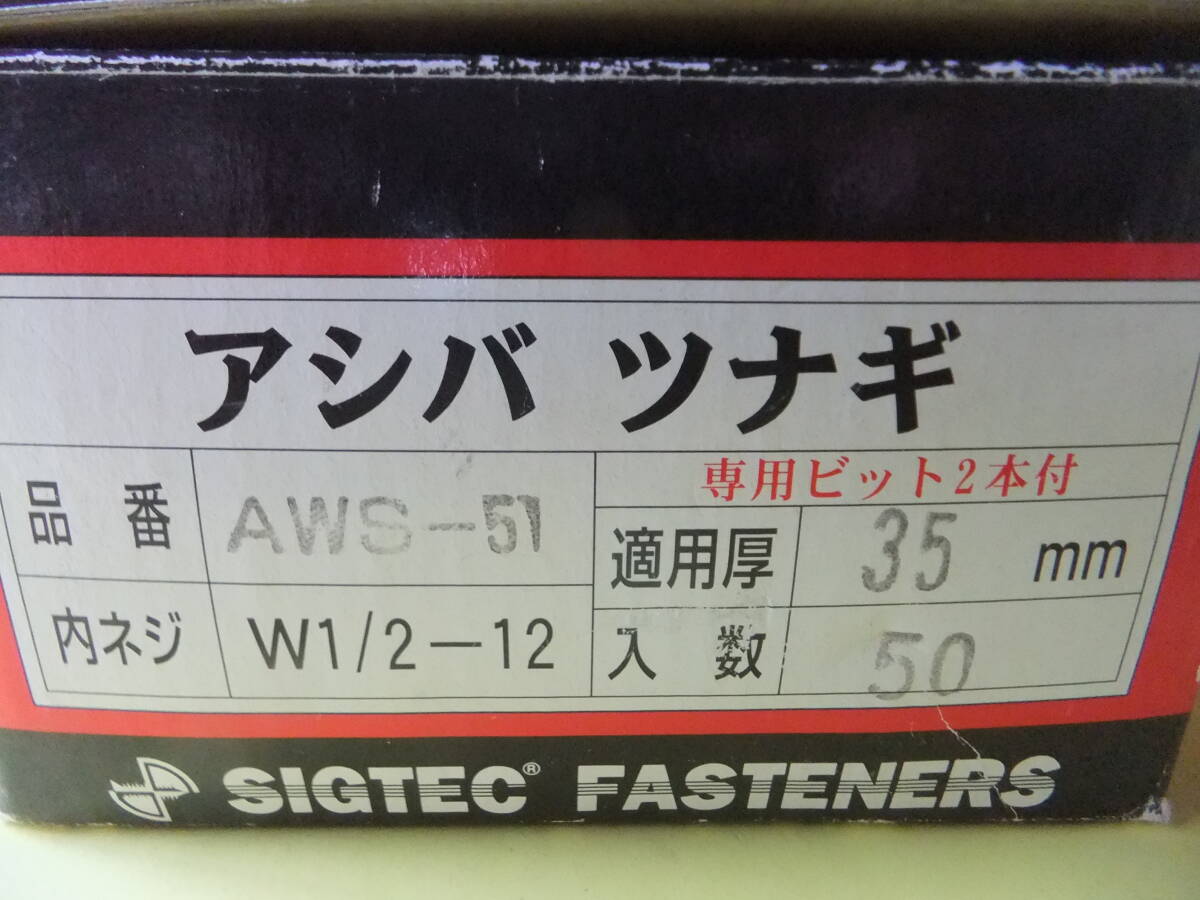 アシバ ツナギ
品番 AWS-51
専用ビット2本付
適用厚 35 mm
内ネジ W1/2-12
入数 50
SIGTEC® FASTENERS